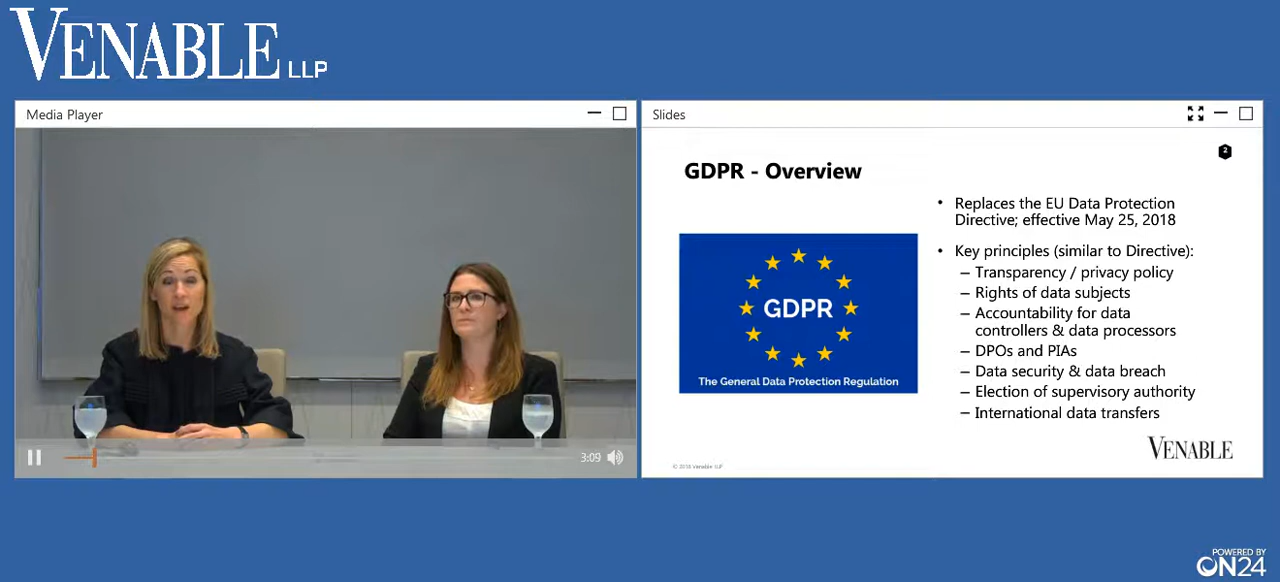 VENABLE LLP
Media Player
Slides
2
GDPR - Overview
• Replaces the EU Data Protection
Directive; effective May 25, 2018
GDPR
The General Data Protection Regulation
• Key principles (similar to Directive):
– Transparency / privacy policy
– Rights of data subjects
– Accountability for data
controllers & data processors
– DPOs and PIAs
– Data security & data breach
– Election of supervisory authority
– International data transfers
VENABLE
© 2018 Venable LLP
3:09
POWERED BY
ON24